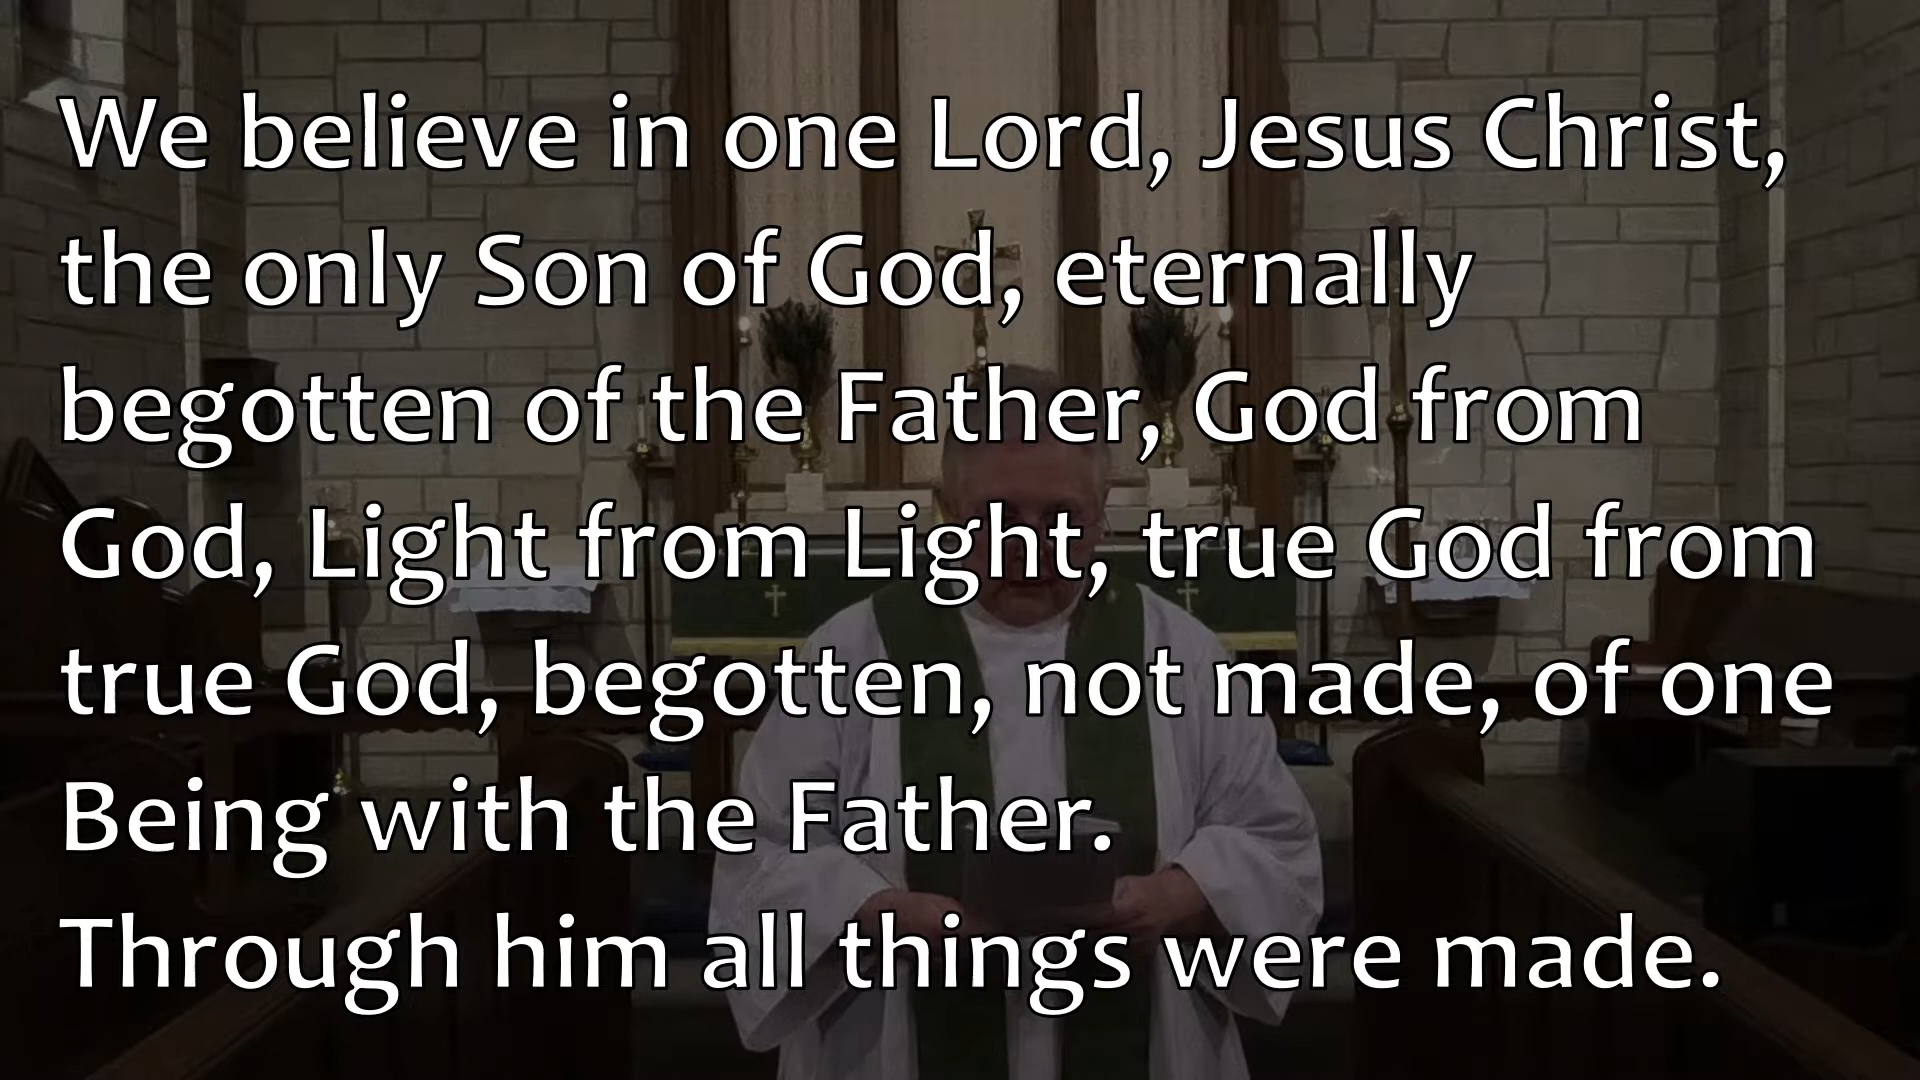 We believe in one Lord, Jesus Christ,
the only Son of God, eternally
begotten of the Father, God from
God, Light from Light, true God from
true God, begotten, not made, of one
Being with the Father.
Through him all things were made.